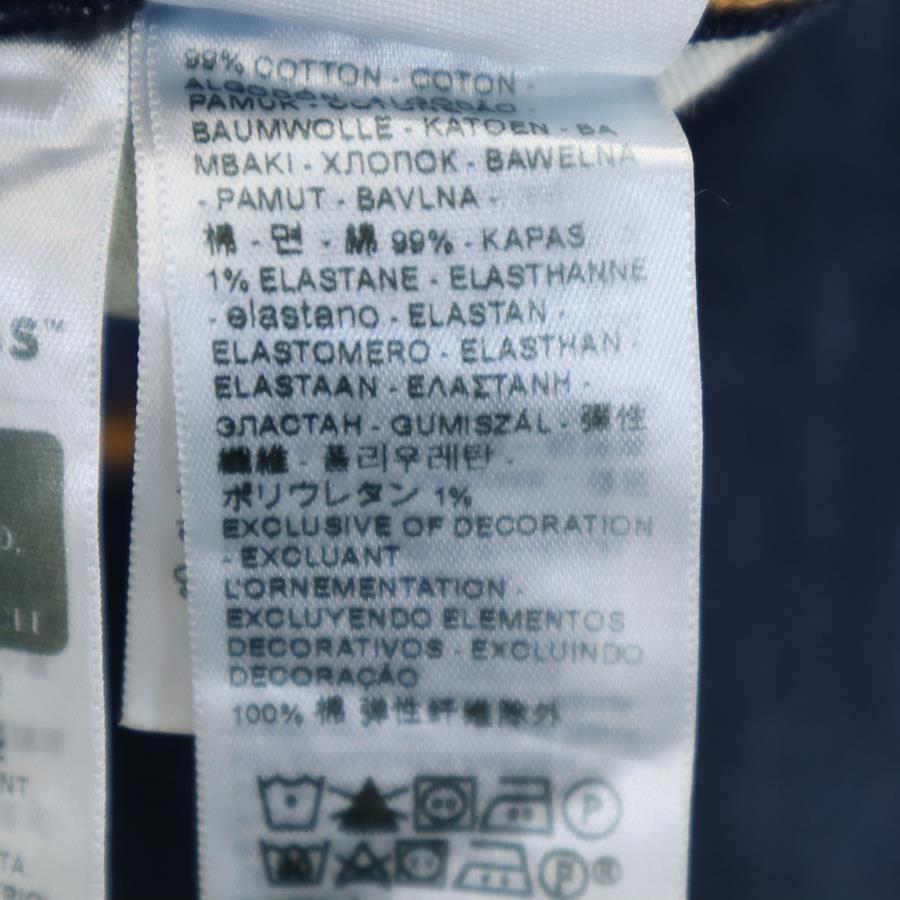 99% COTTON - COTON -
ALGODÓN
PAMUK -
BAUMWOLLE - KATOEN - BA
MBAKI - ХЛОПОК - BAWELNA
- PAMUT - BAVLNA -
棉 - 면 - 綿 99% - KAPAS
1% ELASTANE - ELASTHANNE
- elastano - ELASTAN -
ELASTOMERO - ELASTHAN -
ELASTAAN - ΕΛΑΣΤΑΝΗ -
ЭЛАСТАН - GUMISZÁL - 弹性
纖維 - 폴리우레탄 -
ポリウレタン 1%
EXCLUSIVE OF DECORATION
- EXCLUANT
L'ORNEMENTATION -
EXCLUYENDO ELEMENTOS
DECORATIVOS - EXCLUINDO
DECORAÇÃO
100% 棉 弹性纤维除外
P
P ®